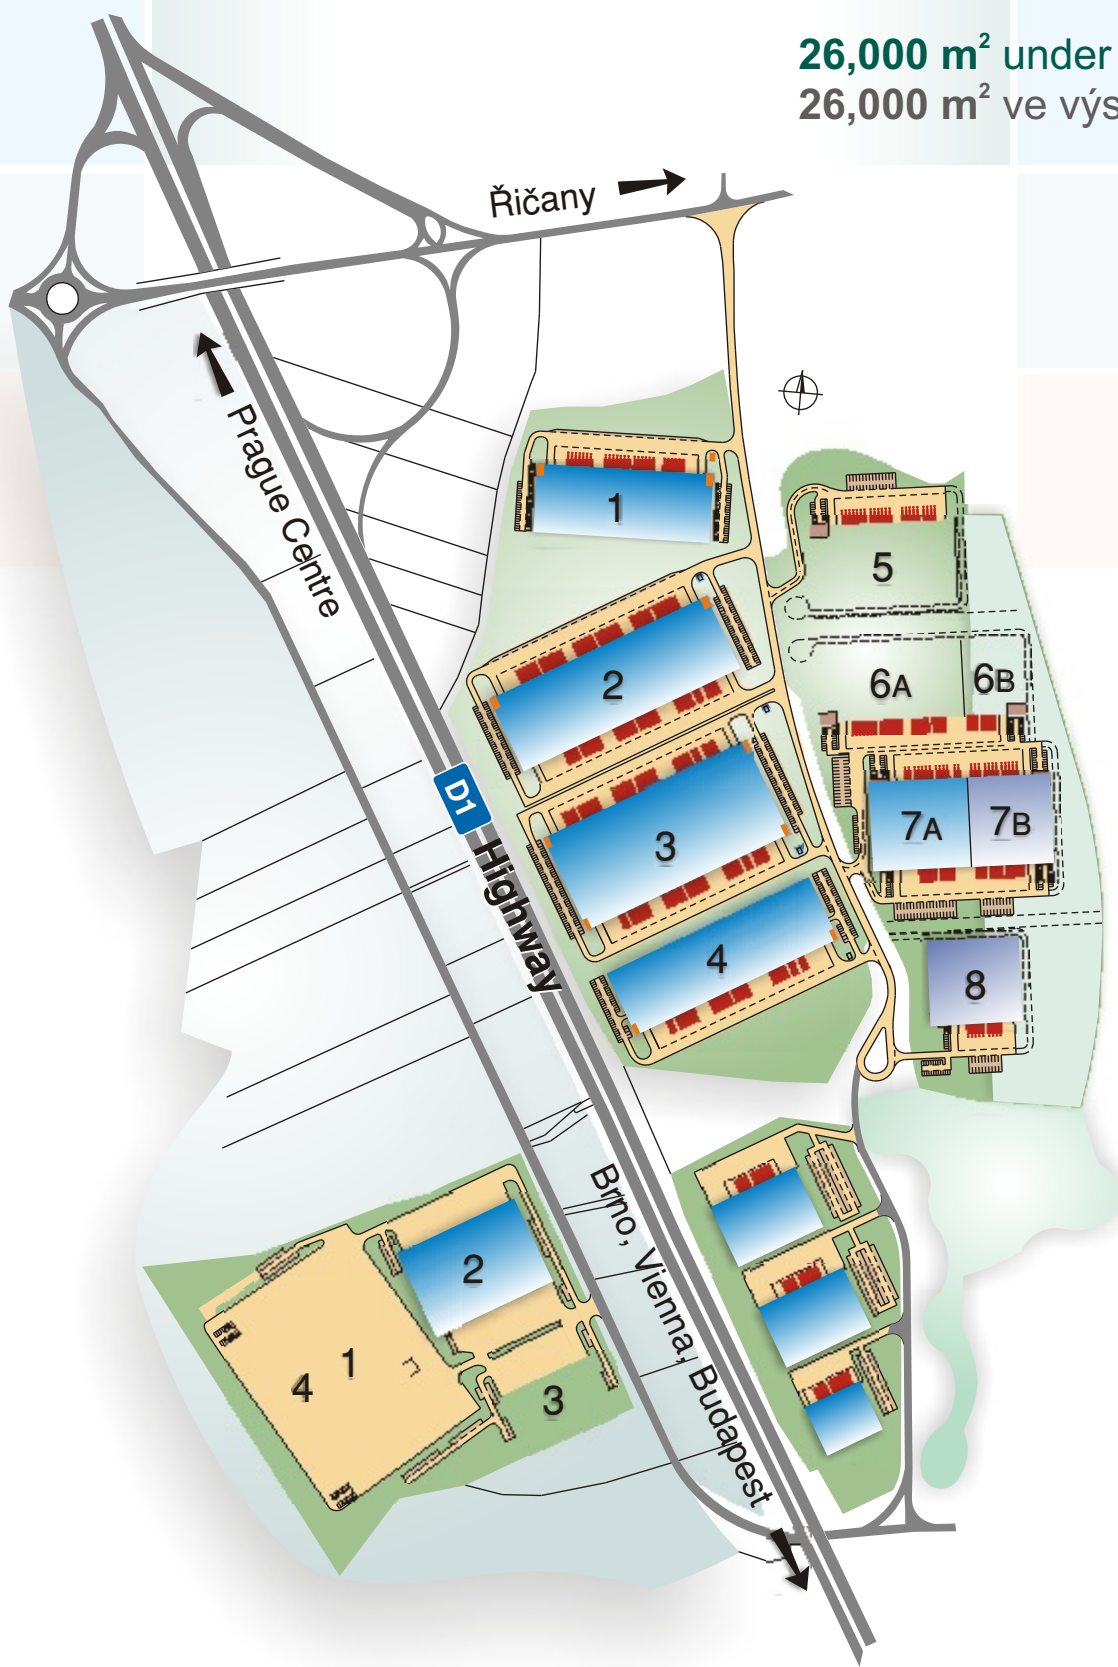 26,000 m² under
26,000 m² ve výs
Říčany
Prague Centre
1
5
2
6A
6B
D1
Highway
3
7A
7B
4
8
Brno, Vienna, Budapest
2
1
4
3